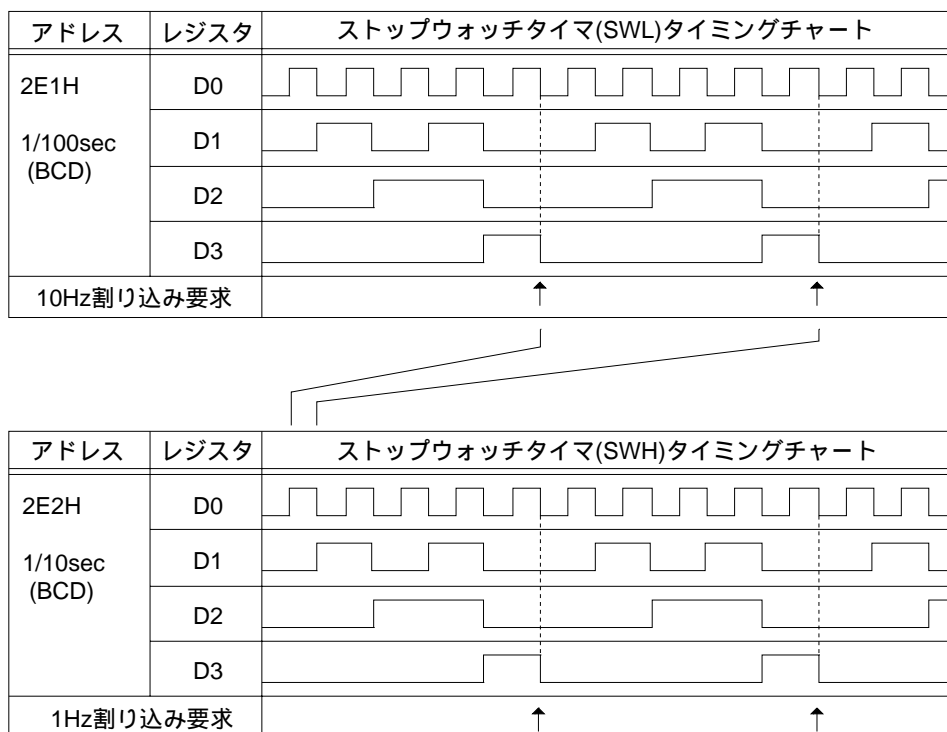 アドレス レジスタ ストップウォッチタイマ(SWL)タイミングチャート
2E1H D0
1/100sec D1
(BCD)
D2
D3
10Hz割り込み要求
アドレス レジスタ ストップウォッチタイマ(SWH)タイミングチャート
2E2H D0
1/10sec D1
(BCD)
D2
D3
1Hz割り込み要求